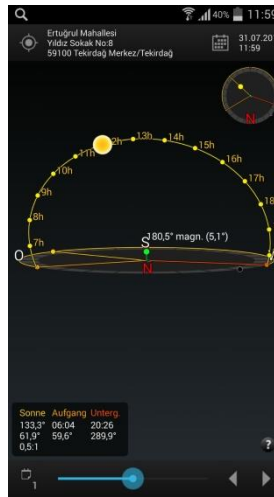 40% 11:59
Ertuğrul Mahallesi
Yıldız Sokak No:8
59100 Tekirdağ Merkez/Tekirdağ
31.07.20
11:59
N
7h
8h
9h
10h
11h
13h
14h
15h
16h
17h
18
O
S
180,5° magn. (5,1°)
N
Sonne Aufgang Unterg.
133,3° 06:04 20:26
61,9° 59,6° 289,9°
0,5:1
?
1